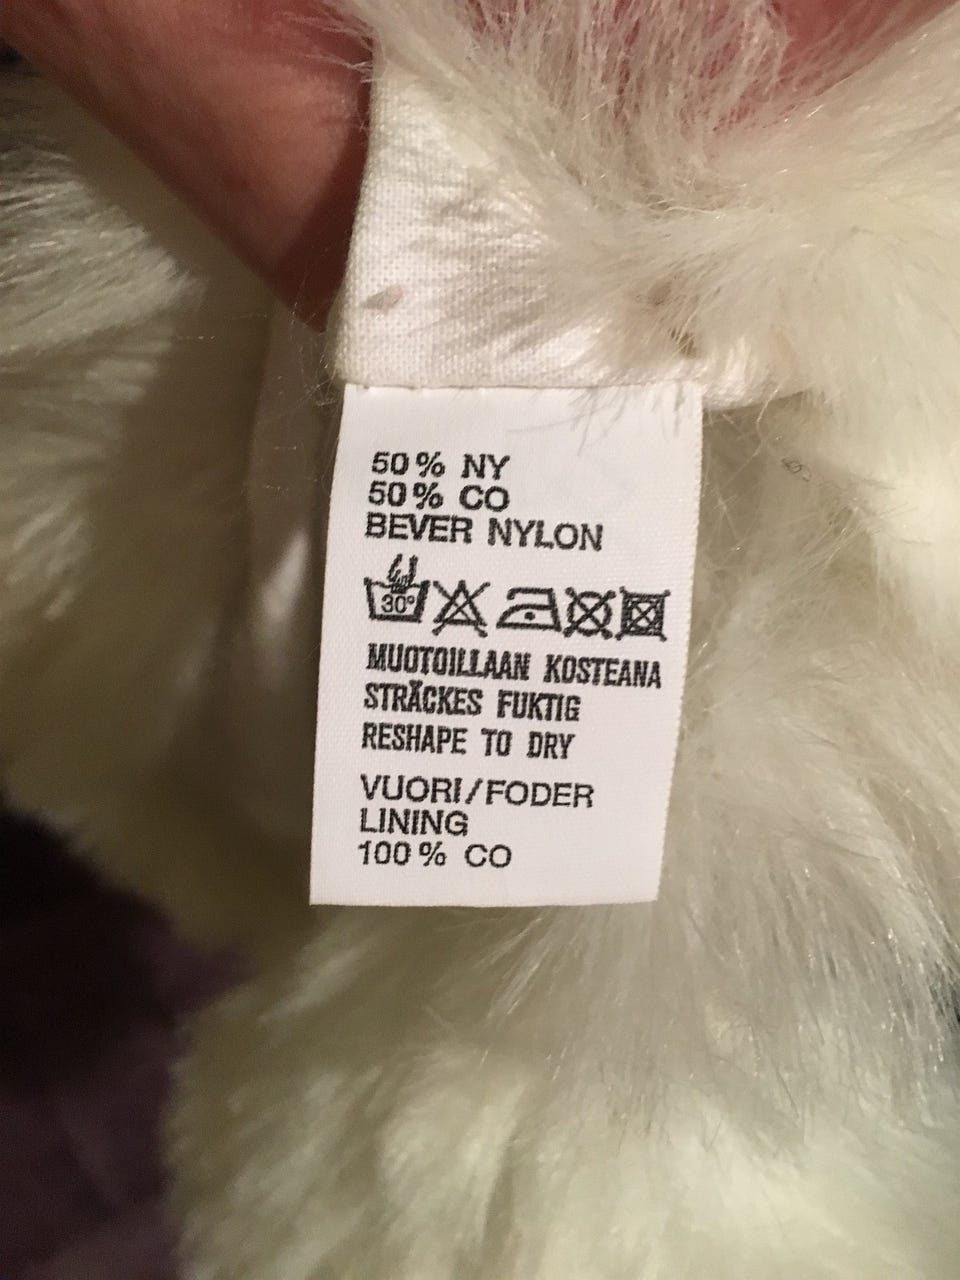 50% NY
50% CO
BEVER NYLON
30°
MUOTOILLAAN KOSTEANA
STRÄCKES FUKTIG
RESHAPE TO DRY
VUORI/FODER
LINING
100% CO